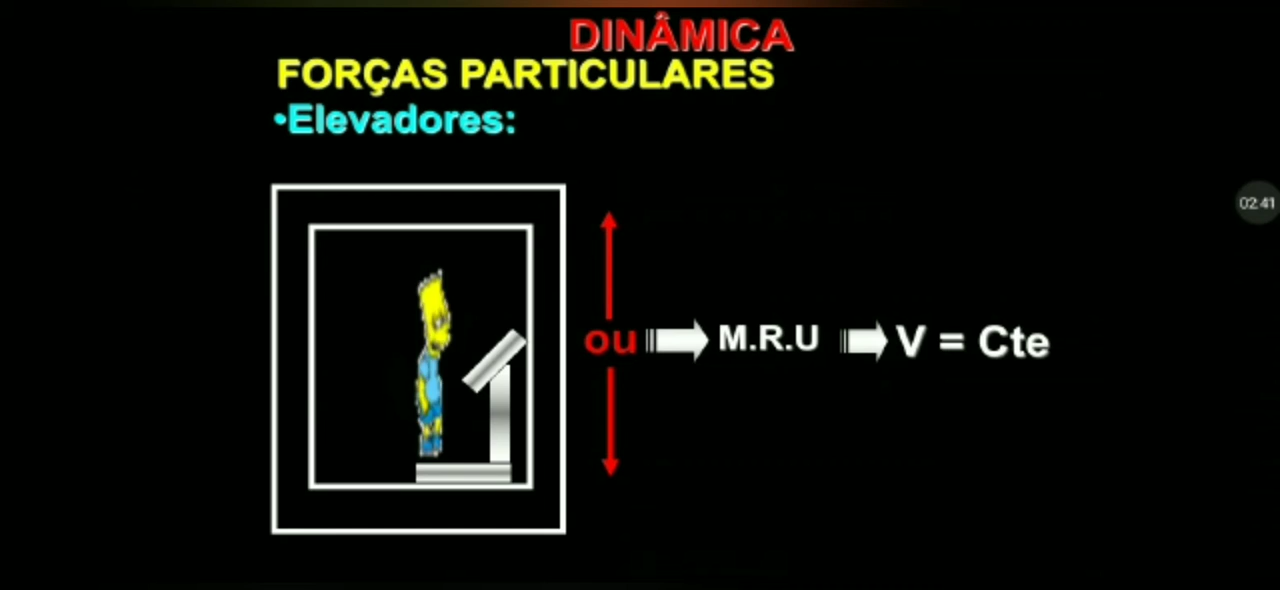 DINÂMICA
FORÇAS PARTICULARES
•Elevadores:
02:41
ou M.R.U V = Cte